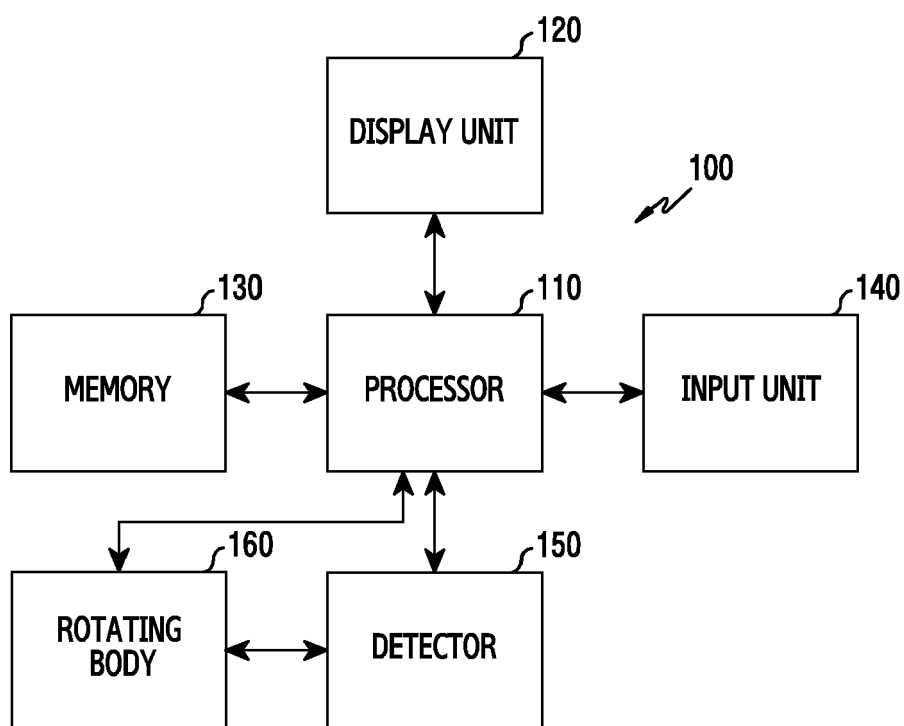 120
DISPLAY UNIT
100
130
110
140
MEMORY
PROCESSOR
INPUT UNIT
160
150
ROTATING
BODY
DETECTOR